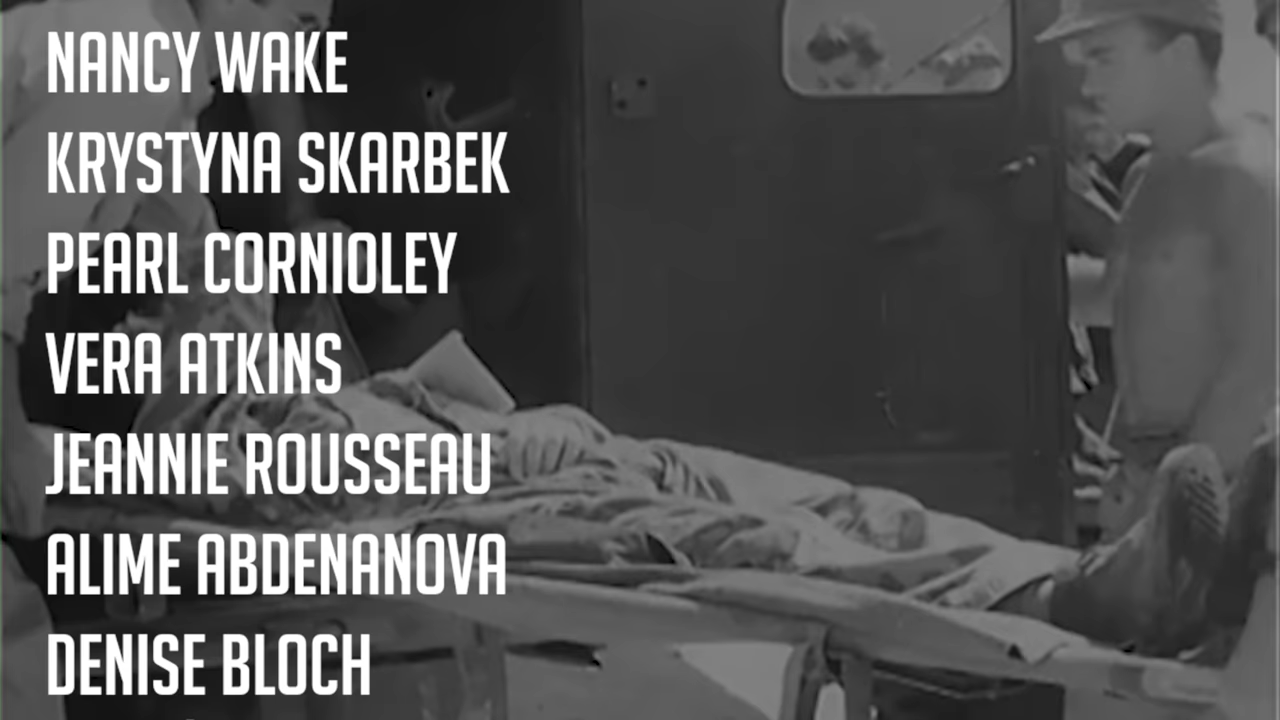 NANCY WAKE
KRYSTYNA SKARBEK
PEARL CORNIOLEY
VERA ATKINS
JEANNIE ROUSSEAU
ALIME ABDENANOVA
DENISE BLOCH